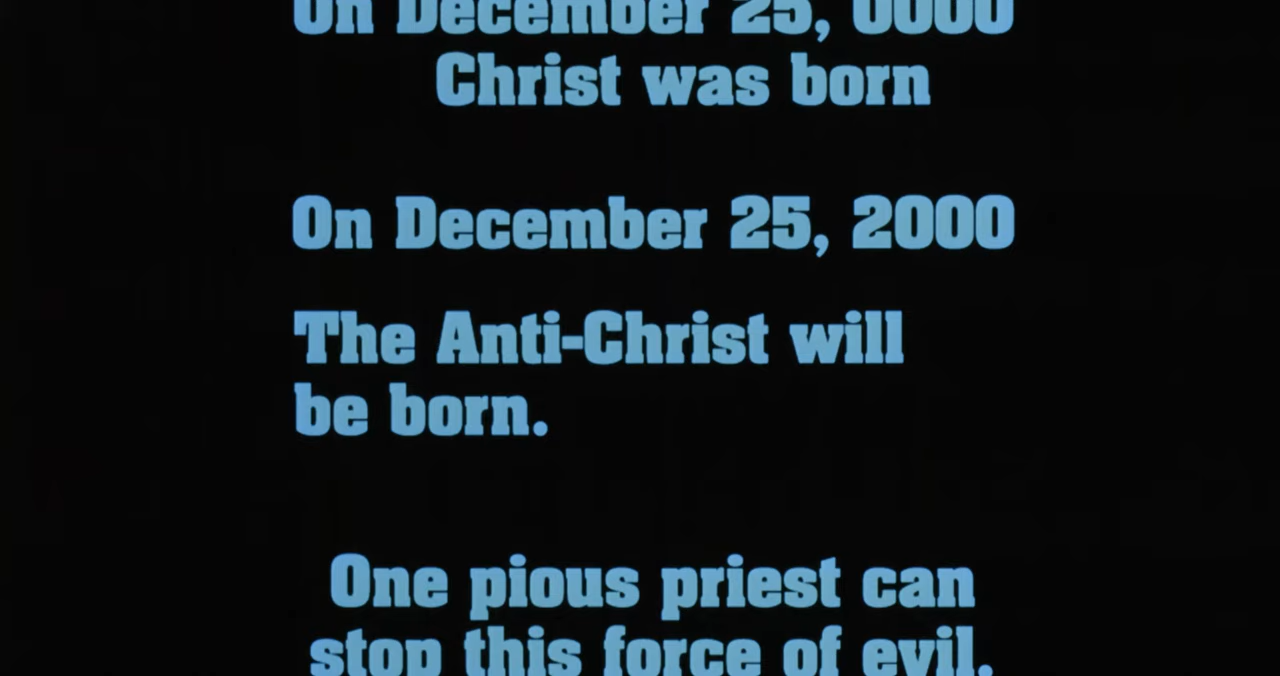 On December 25, 0000
Christ was born
On December 25, 2000
The Anti-Christ will
be born.
One pious priest can
stop this force of evil.